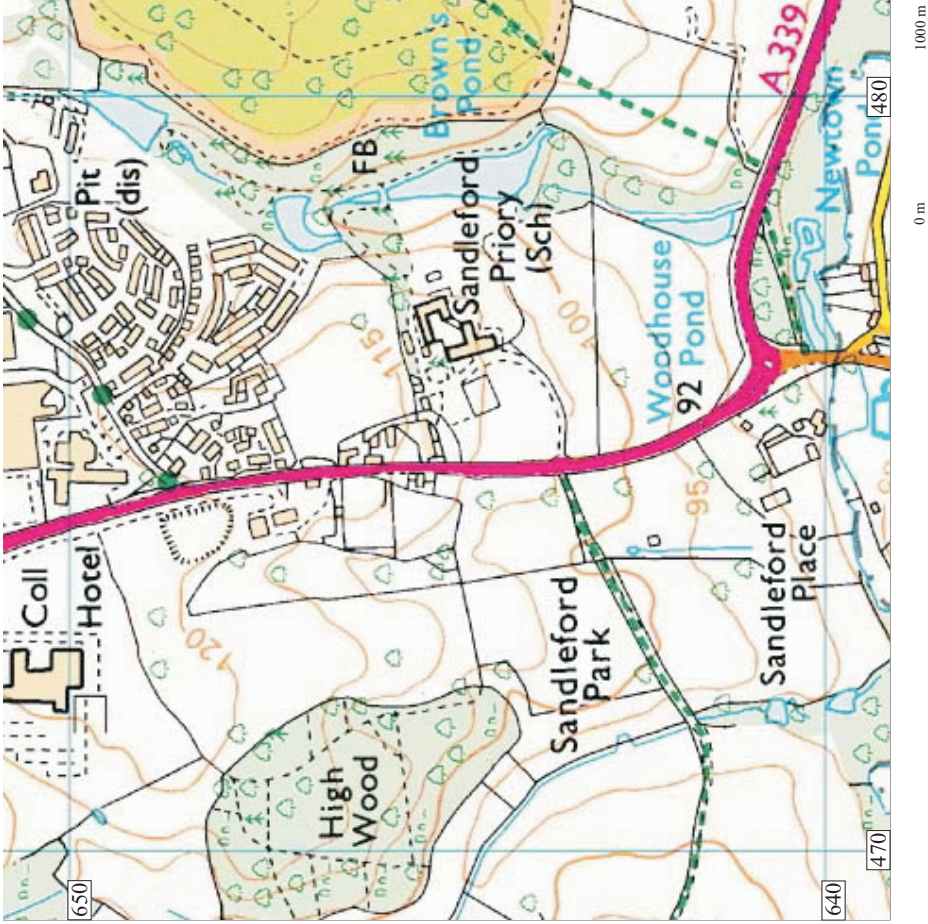 Coll
Hotel
Pit
(dis)
FB
Brown's
Pond
A339
480
Newtown
Pond
Sandleford
Priory
(Sch)
115
100
Woodhouse
Pond
92
95
120
High
Wood
Sandleford
Park
Sandleford
Place
650
640
470
0 m
1000 m